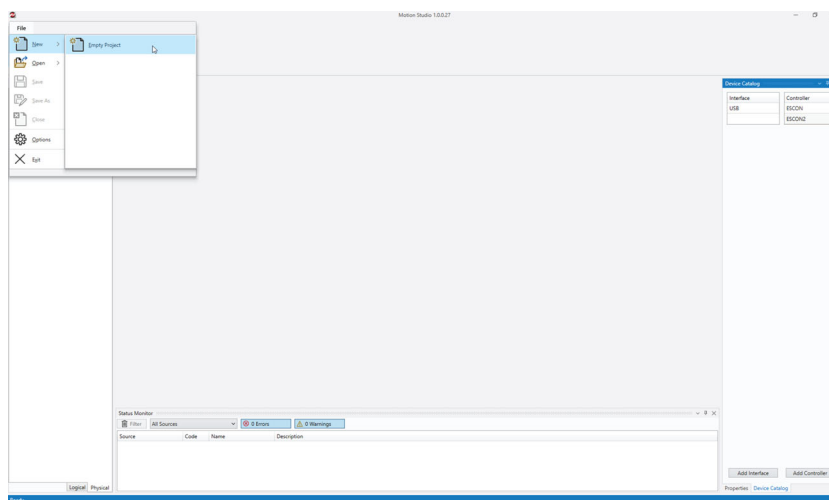 Motion Studio 1.0.0.27
File
New
Empty Project
Open
Save
Save As
Close
Options
Exit
Device Catalog
Interface Controller
USB ESCON
ESCON2
Status Monitor
Filter All Sources 0 Errors 0 Warnings
Source Code Name Description
Add Interface Add Controller
Logical Physical
Properties Device Catalog
Ready